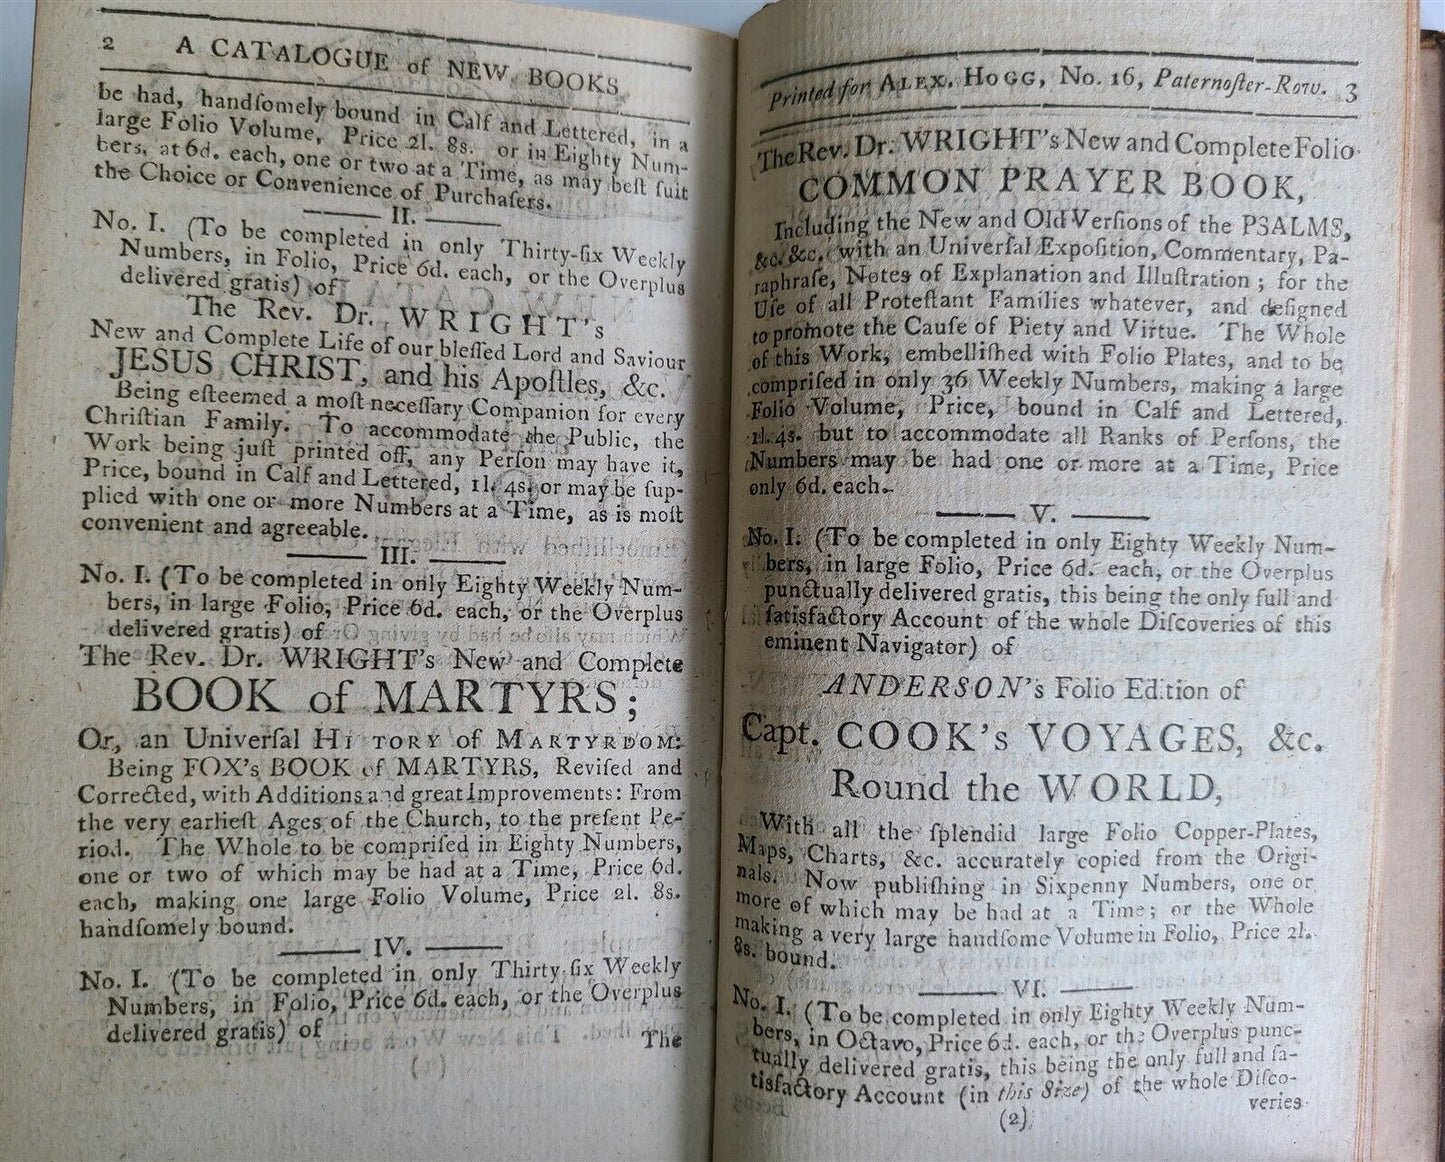 2 A CATALOGUE of NEW BOOKS
be had, handſomely bound in Calf and Lettered, in a
large Folio Volume, Price 2l. 8s. or in Eighty Num-
bers, at 6d. each, one or two at a Time, as may beſt ſuit
the Choice or Convenience of Purchaſers.
II.
No. I. (To be completed in only Thirty-ſix Weekly
Numbers, in Folio, Price 6d. each, or the Overplus
delivered gratis) of
The Rev. Dr. WRIGHT's
New and Complete Life of our bleſſed Lord and Saviour
JESUS CHRIST, and his Apoſtles, &c.
Being eſteemed a moſt neceſſary Companion for every
Chriſtian Family. To accommodate the Public, the
Work being juſt printed off, any Perſon may have it,
Price, bound in Calf and Lettered, 1l. 4s. or may be ſup-
plied with one or more Numbers at a Time, as is moſt
convenient and agreeable.
III.
No. I. (To be completed in only Eighty Weekly Num-
bers, in large Folio, Price 6d. each, or the Overplus
delivered gratis) of
The Rev. Dr. WRIGHT's New and Complete
BOOK of MARTYRS;
Or, an Univerſal HI TORY of MARTYRDOM:
Being FOX's BOOK of MARTYRS, Reviſed and
Corrected, with Additions and great Improvements: From
the very earlieſt Ages of the Church, to the preſent Pe-
riod. The Whole to be compriſed in Eighty Numbers,
one or two of which may be had at a Time, Price 6d.
each, making one large Folio Volume, Price 2l. 8s.
handſomely bound.
IV.
No. I. (To be completed in only Thirty-ſix Weekly
Numbers, in Folio, Price 6d. each, or the Overplus
delivered gratis) of
The
Printed for ALEX. HOGG, No. 16, Paternoſter-Row. 3
The Rev. Dr. WRIGHT's New and Complete Folio
COMMON PRAYER BOOK,
Including the New and Old Verſions of the PSALMS,
&c. &c. with an Univerſal Expoſition, Commentary, Pa-
raphraſe, Notes of Explanation and Illuſtration; for the
Uſe of all Proteſtant Families whatever, and deſigned
to promote the Cauſe of Piety and Virtue. The Whole
of this Work, embelliſhed with Folio Plates, and to be
compriſed in only 36 Weekly Numbers, making a large
Folio Volume, Price, bound in Calf and Lettered,
1l. 4s. but to accommodate all Ranks of Perſons, the
Numbers may be had one or more at a Time, Price
only 6d. each.
V.
No. I. (To be completed in only Eighty Weekly Num-
bers, in large Folio, Price 6d. each, or the Overplus
punctually delivered gratis, this being the only full and
ſatisfactory Account of the whole Diſcoveries of this
eminent Navigator) of
ANDERSON's Folio Edition of
Capt. COOK's VOYAGES, &c.
Round the WORLD,
With all the ſplendid large Folio Copper-Plates,
Maps, Charts, &c. accurately copied from the Origi-
nals. Now publiſhing in Sixpenny Numbers, one or
more of which may be had at a Time; or the Whole
making a very large handſome Volume in Folio, Price 2l.
8s. bound.
VI.
No. I. (To be completed in only Eighty Weekly Num-
bers, in Octavo, Price 6d. each, or the Overplus punc-
tually delivered gratis, this being the only full and ſa-
tisfactory Account (in this Size) of the whole Diſco-
veries
(2)